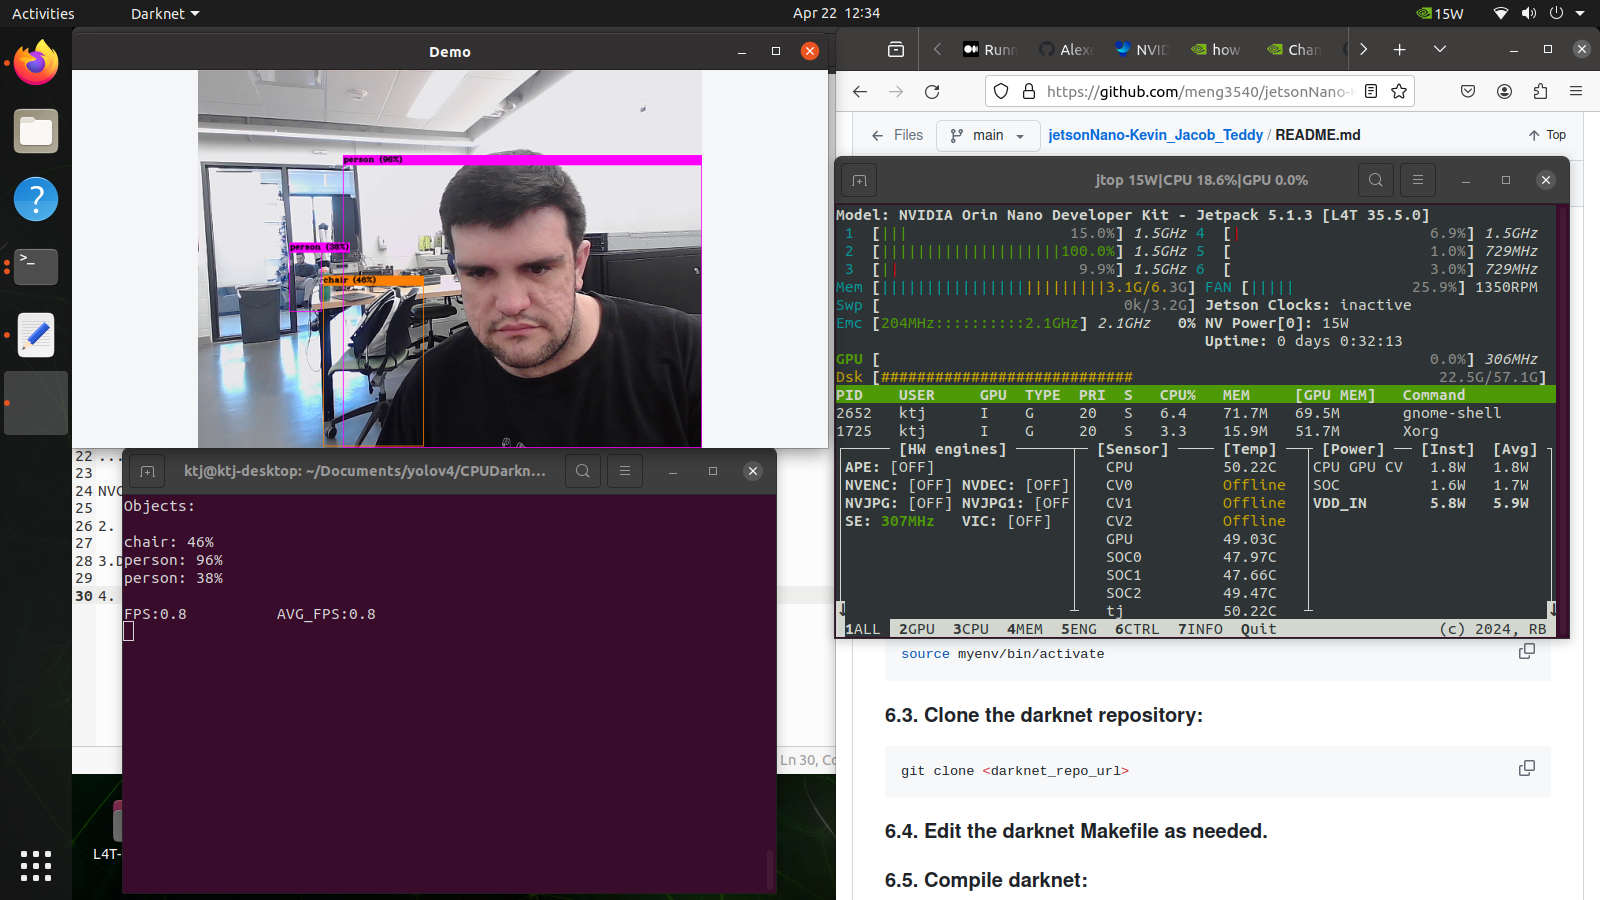 Activities
Darknet
Apr 22 12:34
15W
Demo
person (96%)
person (38%)
chair (46%)
22 ...
23
24 NVC
25
26 2.
27
28 3.D
29
30 4.
Ln 30, Co
L4T-
ktj@ktj-desktop: ~/Documents/yolov4/CPUDarkn...
Objects:
chair: 46%
person: 96%
person: 38%
FPS:0.8 AVG_FPS:0.8
Runn
Alexe
NVID
how
Chan
https://github.com/meng3540/jetsonNano-
Files
main
jetsonNano-Kevin_Jacob_Teddy / README.md
Top
jtop 15W|CPU 18.6%|GPU 0.0%
Model: NVIDIA Orin Nano Developer Kit - Jetpack 5.1.3 [L4T 35.5.0]
1 [||| 15.0%] 1.5GHz 4 [| 6.9%] 1.5GHz
2 [||||||||||||||||||||100.0%] 1.5GHz 5 [ 1.0%] 729MHz
3 [|| 9.9%] 1.5GHz 6 [ 3.0%] 729MHz
Mem [|||||||||||||||||||||||||3.1G/6.3G] FAN [||||| 25.9%] 1350RPM
Swp [ 0k/3.2G] Jetson Clocks: inactive
Emc [204MHz::::::::::2.1GHz] 2.1GHz 0% NV Power[0]: 15W
Uptime: 0 days 0:32:13
GPU [ 0.0%] 306MHz
Dsk [############################ 22.5G/57.1G]
PID USER GPU TYPE PRI S CPU% MEM [GPU MEM] Command
2652 ktj I G 20 S 6.4 71.7M 69.5M gnome-shell
1725 ktj I G 20 S 3.3 15.9M 51.7M Xorg
[HW engines] [Sensor] [Temp] [Power] [Inst] [Avg]
APE: [OFF] CPU 50.22C CPU GPU CV 1.8W 1.8W
NVENC: [OFF] NVDEC: [OFF] CV0 Offline SOC 1.6W 1.7W
NVJPG: [OFF] NVJPG1: [OFF CV1 Offline VDD_IN 5.8W 5.9W
SE: 307MHz VIC: [OFF] CV2 Offline
GPU 49.03C
SOC0 47.97C
SOC1 47.66C
SOC2 49.47C
tj 50.22C
1ALL 2GPU 3CPU 4MEM 5ENG 6CTRL 7INFO Quit (c) 2024, RB
source myenv/bin/activate
6.3. Clone the darknet repository:
git clone <darknet_repo_url>
6.4. Edit the darknet Makefile as needed.
6.5. Compile darknet: